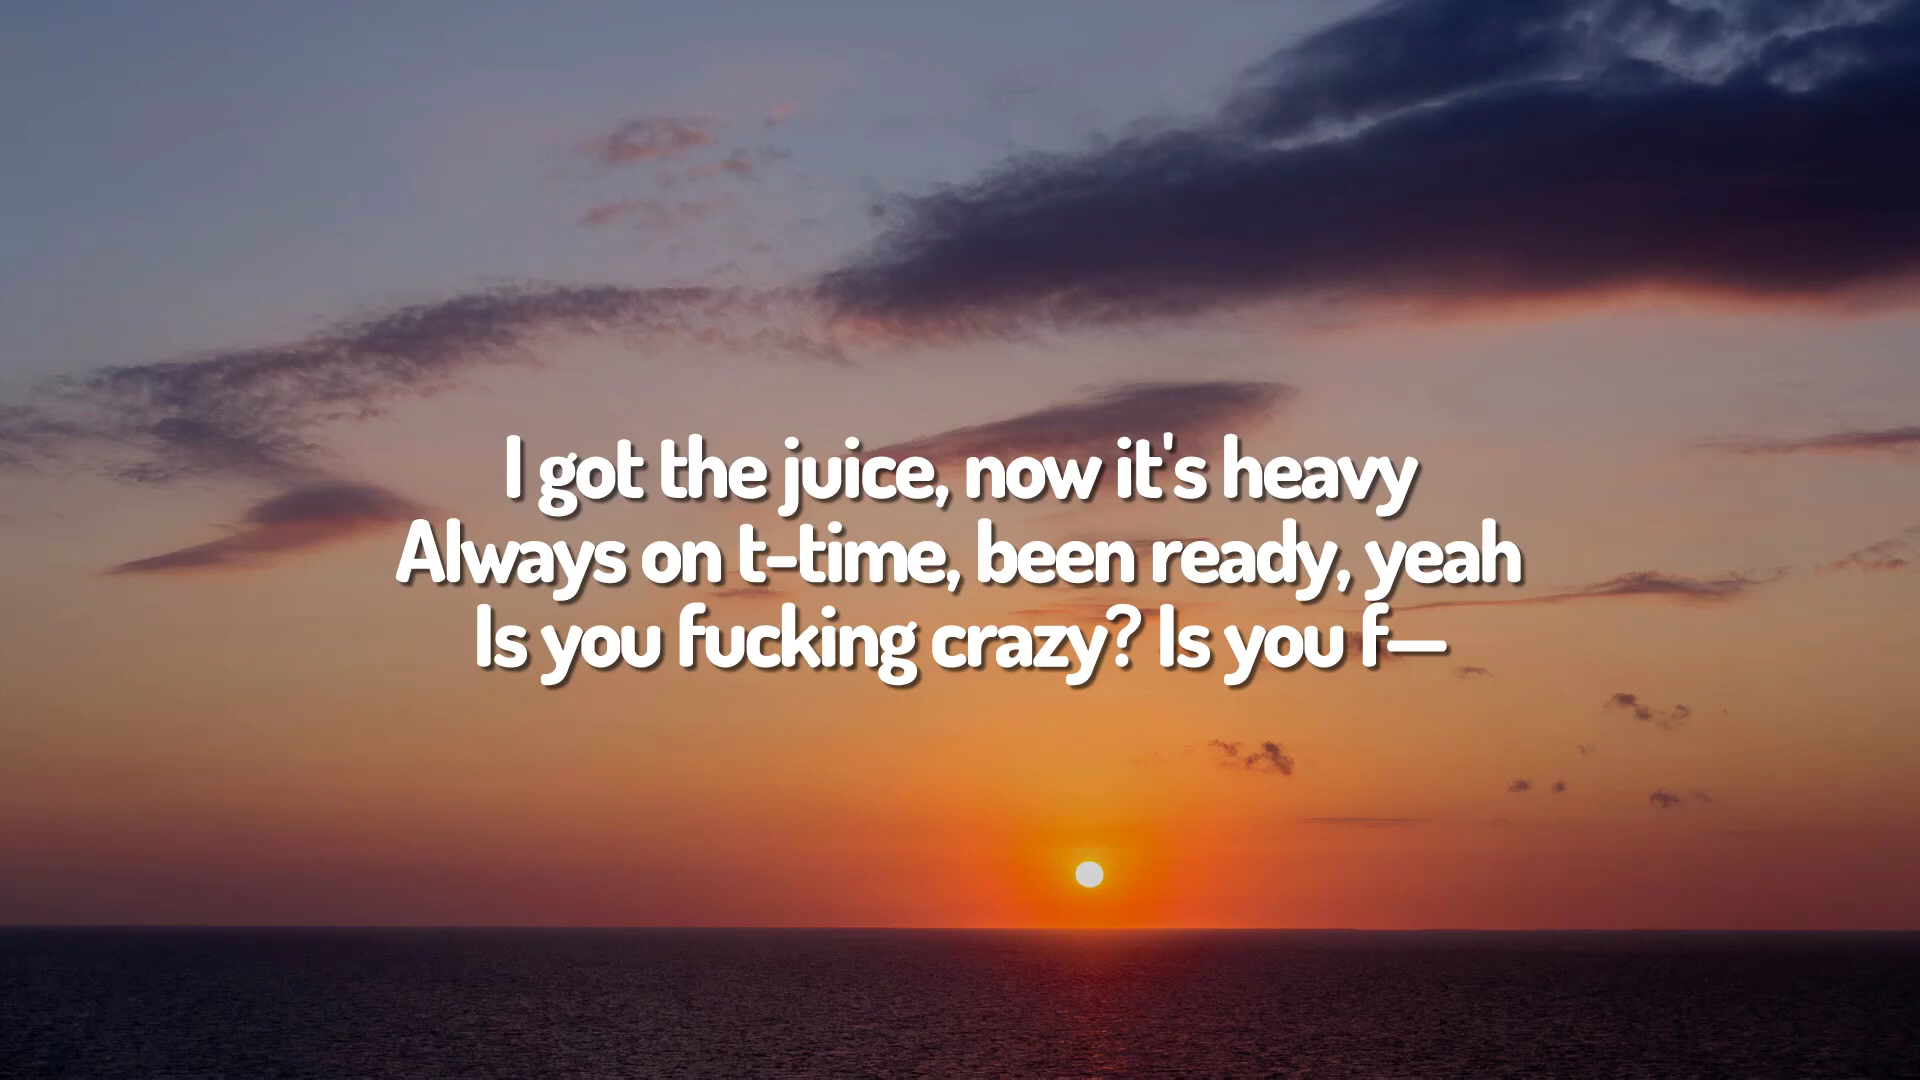 I got the juice, now it's heavy
Always on t-time, been ready, yeah
Is you fucking crazy? Is you f—